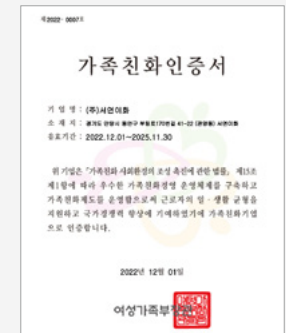 제2022- 0097호
가족친화인증서
기 업 명 : (주)서연이화
소 재 지 : 경기도 안양시 동안구 부림로170번길 41-22 (관양동) 서연이화
유효기간 : 2022.12.01~2025.11.30
위 기업은 「가족친화 사회환경의 조성 촉진에 관한 법률」 제15조
제1항에 따라 우수한 가족친화경영 운영체제를 구축하고
가족친화제도를 운영함으로써 근로자의 일·생활 균형을
지원하고 국가경쟁력 향상에 기여하였기에 가족친화기업
으로 인증합니다.
2022년 12월 01일
여성가족부장관